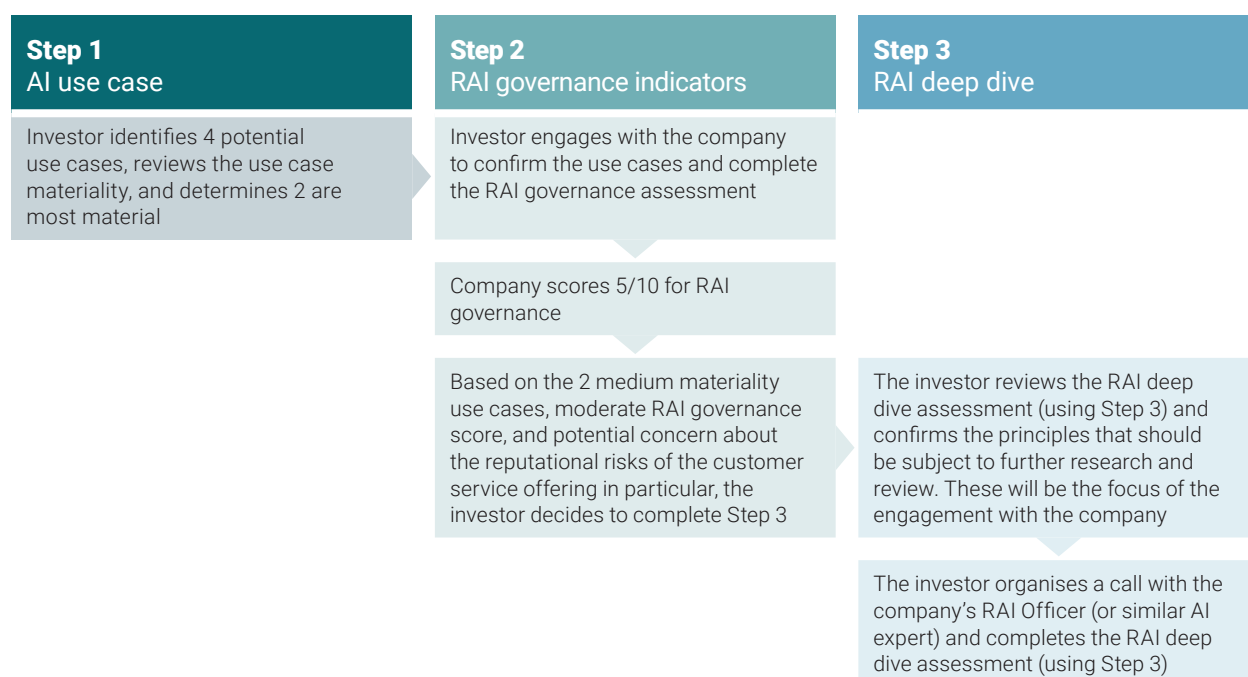 Step 1
AI use case
Investor identifies 4 potential
use cases, reviews the use case
materiality, and determines 2 are
most material
Step 2
RAI governance indicators
Investor engages with the company
to confirm the use cases and complete
the RAI governance assessment
Company scores 5/10 for RAI
governance
Based on the 2 medium materiality
use cases, moderate RAI governance
score, and potential concern about
the reputational risks of the customer
service offering in particular, the
investor decides to complete Step 3
Step 3
RAI deep dive
The investor reviews the RAI deep
dive assessment (using Step 3) and
confirms the principles that should
be subject to further research and
review. These will be the focus of the
engagement with the company
The investor organises a call with the
company’s RAI Officer (or similar AI
expert) and completes the RAI deep
dive assessment (using Step 3)